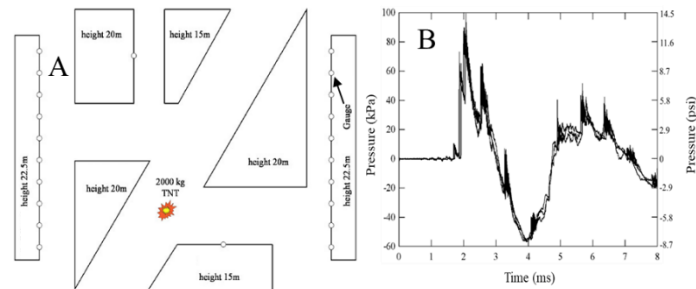 A
height 20m
height 15m
height 22.5m
Gauge
height 20m
height 20m
2000 kg
TNT
height 22.5m
height 15m
B
100
80
60
40
20
0
-20
-40
-60
Pressure (kPa)
14.5
11.6
8.7
5.8
2.9
0
-2.9
-5.8
-8.7
Pressure (psi)
0 1 2 3 4 5 6 7 8
Time (ms)